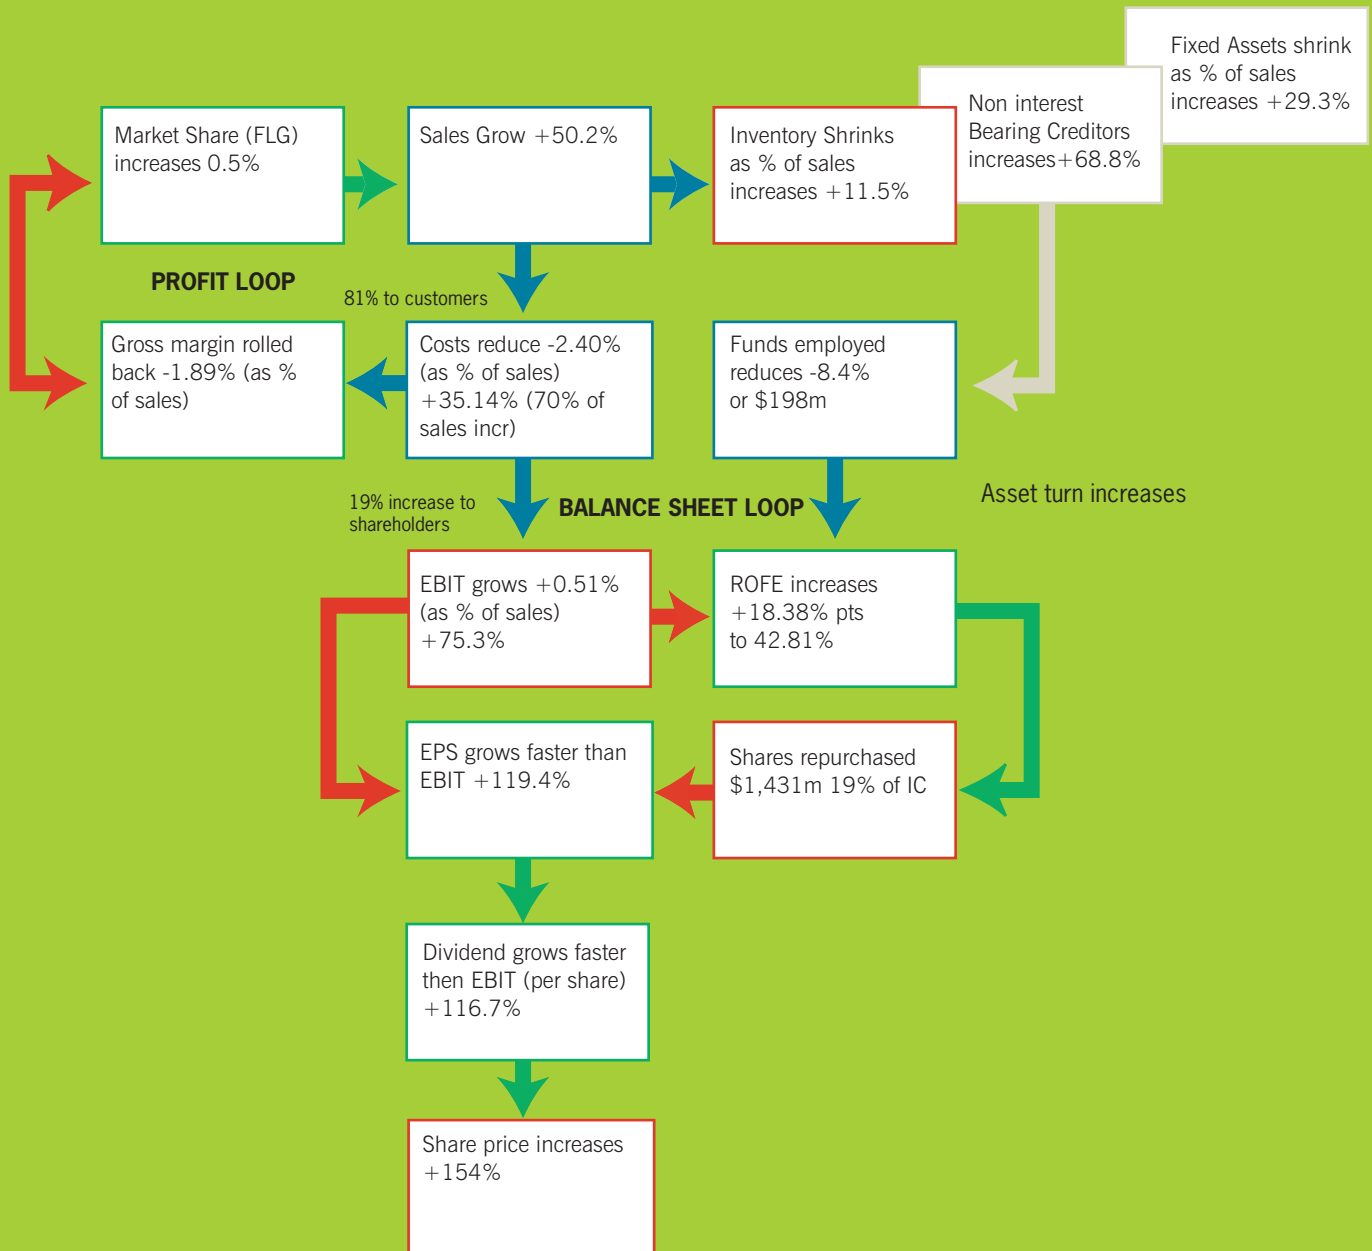 Fixed Assets shrink
as % of sales
increases +29.3%
Non interest
Bearing Creditors
increases+68.8%
Market Share (FLG)
increases 0.5%
Sales Grow +50.2%
Inventory Shrinks
as % of sales
increases +11.5%
PROFIT LOOP
81% to customers
Gross margin rolled
back -1.89% (as %
of sales)
Costs reduce -2.40%
(as % of sales)
+35.14% (70% of
sales incr)
Funds employed
reduces -8.4%
or $198m
19% increase to
shareholders
BALANCE SHEET LOOP
Asset turn increases
EBIT grows +0.51%
(as % of sales)
+75.3%
ROFE increases
+18.38% pts
to 42.81%
EPS grows faster than
EBIT +119.4%
Shares repurchased
$1,431m 19% of IC
Dividend grows faster
then EBIT (per share)
+116.7%
Share price increases
+154%